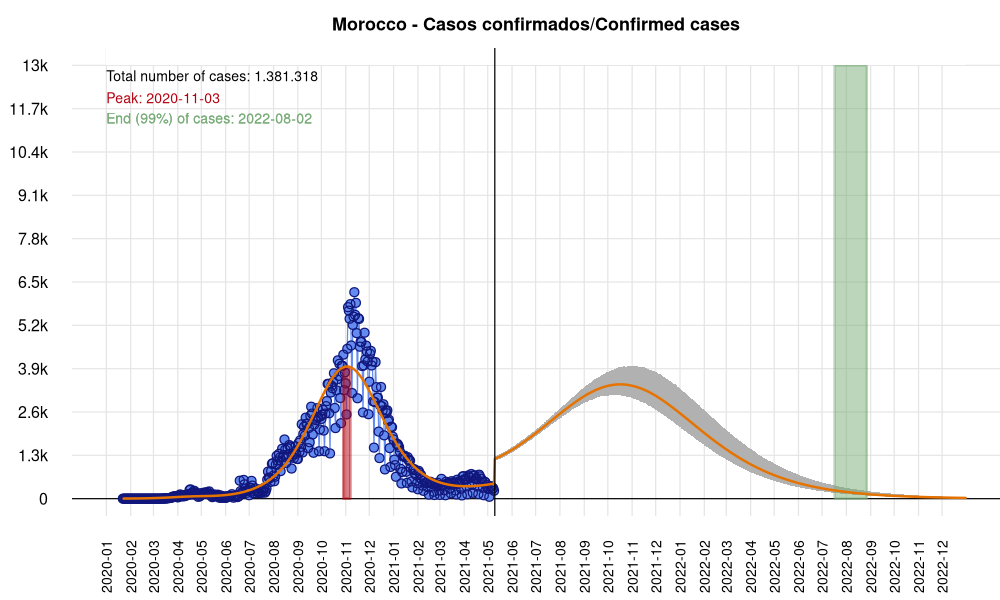 Morocco - Casos confirmados/Confirmed cases
Total number of cases: 1.381.318
Peak: 2020-11-03
End (99%) of cases: 2022-08-02
13k
11.7k
10.4k
9.1k
7.8k
6.5k
5.2k
3.9k
2.6k
1.3k
0
2020-01
2020-02
2020-03
2020-04
2020-05
2020-06
2020-07
2020-08
2020-09
2020-10
2020-11
2020-12
2021-01
2021-02
2021-03
2021-04
2021-05
2021-06
2021-07
2021-08
2021-09
2021-10
2021-11
2021-12
2022-01
2022-02
2022-03
2022-04
2022-05
2022-06
2022-07
2022-08
2022-09
2022-10
2022-11
2022-12